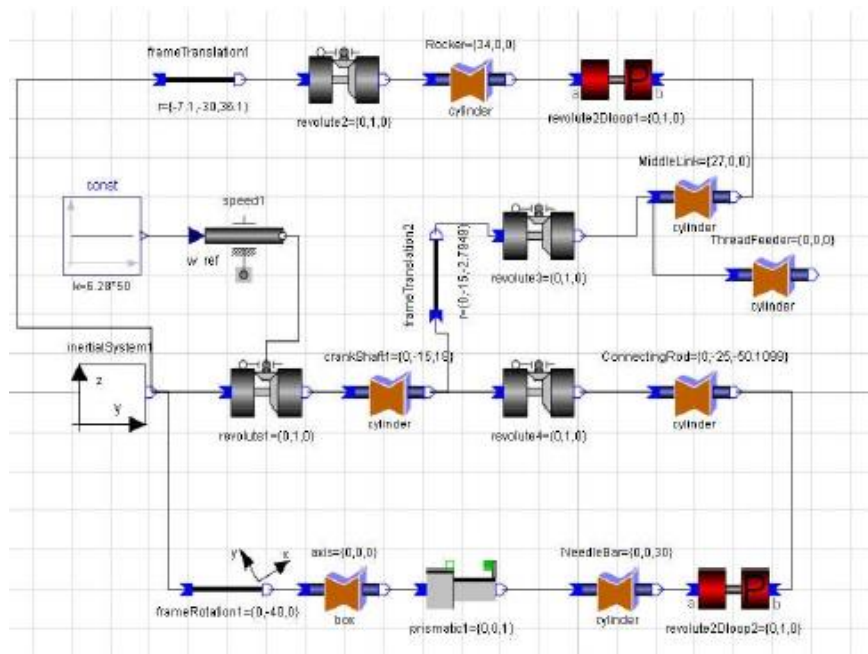 frameTranslation1
r={-7.1,-30,36.1}
revolute2={0,1,0}
Rocker={34,0,0}
cylinder
a
b
revolute2Dloop1={0,1,0}
const
k=6.28*50
speed1
w_ref
frameTranslation2
r={0,-15,-2.7848}
revolute3={0,1,0}
MiddleLink={27,0,0}
cylinder
ThreadFeeder={0,0,0}
cylinder
inertialSystem1
z
y
revolute1={0,1,0}
crankShaft1={0,-15,16}
cylinder
revolute4={0,1,0}
ConnectingRod={0,-25,-50.1099}
cylinder
y
x
frameRotation1={0,-40,0}
axis={0,0,0}
box
prismatic1={0,0,1}
NeedleBar={0,0,30}
cylinder
a
P
b
revolute2Dloop2={0,1,0}